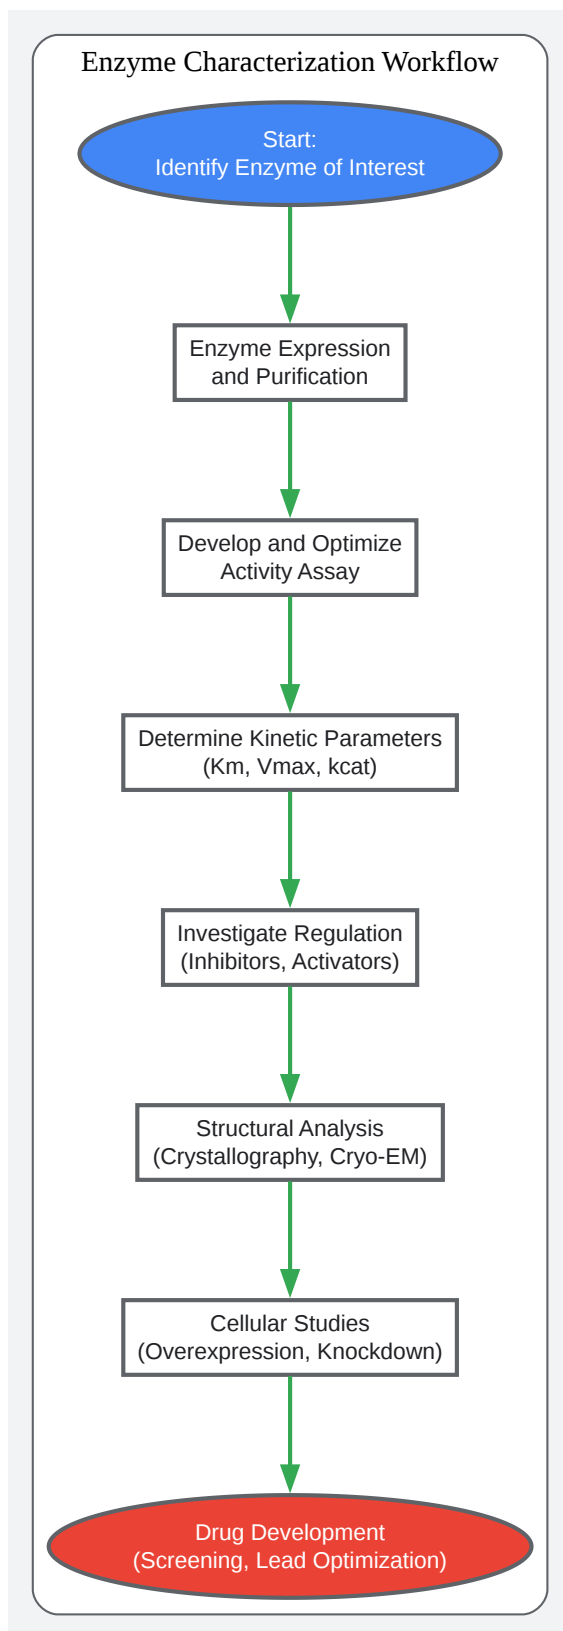 Enzyme Characterization Workflow
Start:
Identify Enzyme of Interest
Enzyme Expression
and Purification
Develop and Optimize
Activity Assay
Determine Kinetic Parameters
(Km, Vmax, kcat)
Investigate Regulation
(Inhibitors, Activators)
Structural Analysis
(Crystallography, Cryo-EM)
Cellular Studies
(Overexpression, Knockdown)
Drug Development
(Screening, Lead Optimization)